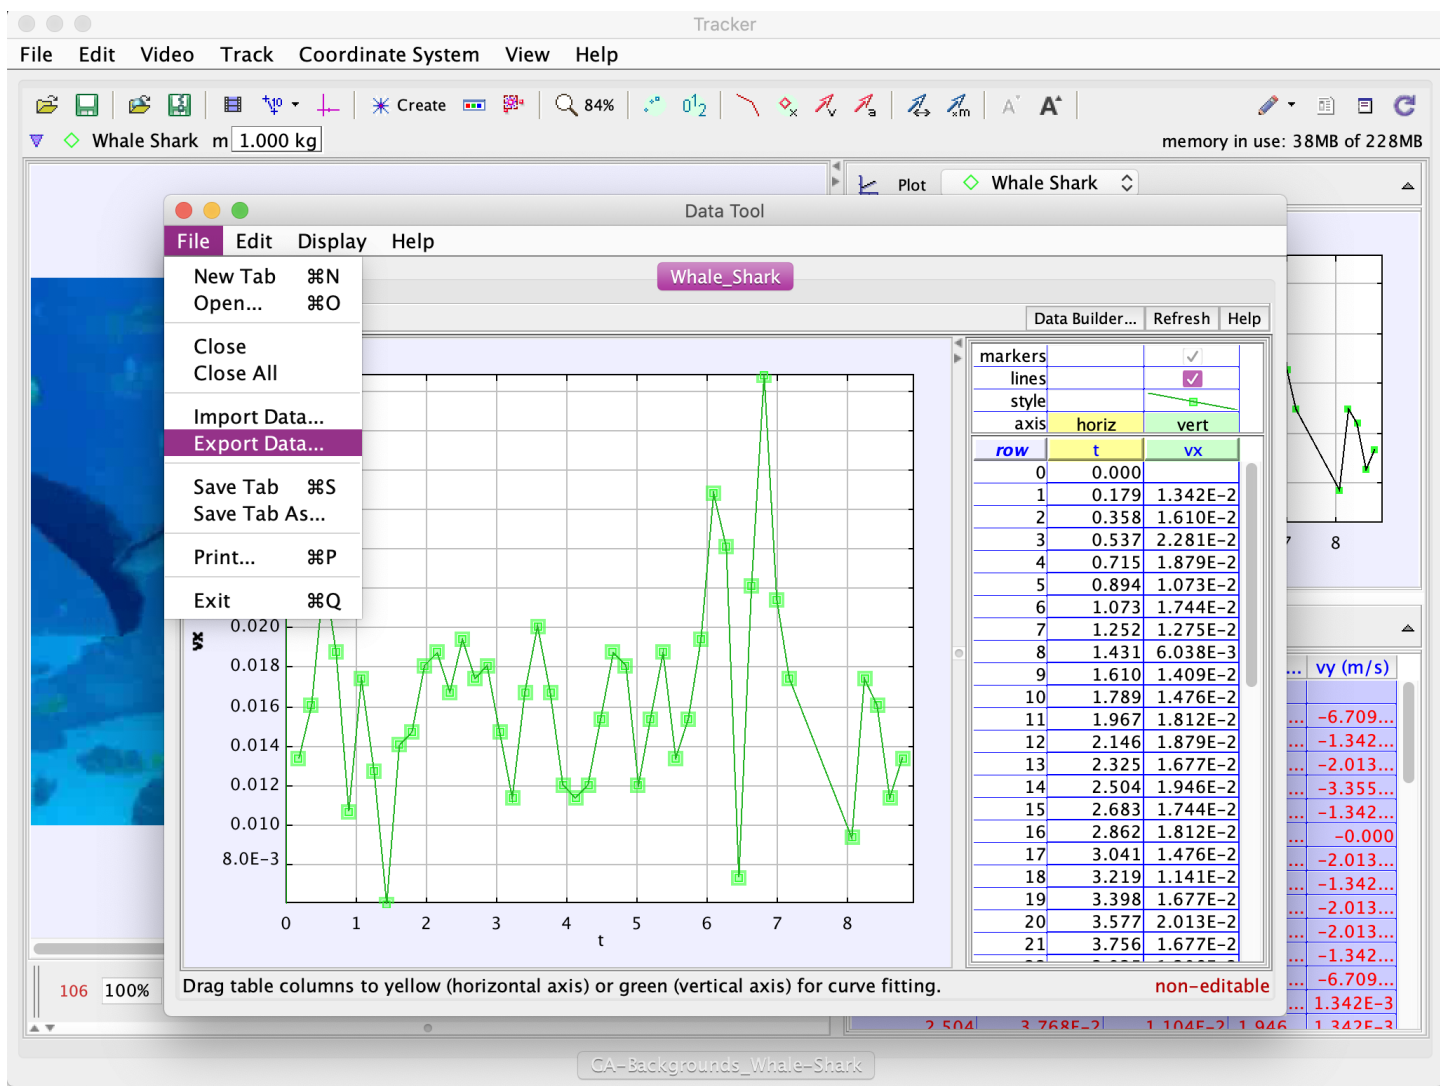 Tracker
File Edit Video Track Coordinate System View Help
Create 84%
Whale Shark m 1.000 kg memory in use: 38MB of 228MB
Plot Whale Shark
Data Tool
File Edit Display Help
New Tab ⌘N
Open... ⌘O
Close
Close All
Import Data...
Export Data...
Save Tab ⌘S
Save Tab As...
Print... ⌘P
Exit ⌘Q
Whale_Shark
Data Builder... Refresh Help
markers
lines
style
axis horiz vert
row t vx
0 0.000
1 0.179 1.342E-2
2 0.358 1.610E-2
3 0.537 2.281E-2
4 0.715 1.879E-2
5 0.894 1.073E-2
6 1.073 1.744E-2
7 1.252 1.275E-2
8 1.431 6.038E-3
9 1.610 1.409E-2
10 1.789 1.476E-2
11 1.967 1.812E-2
12 2.146 1.879E-2
13 2.325 1.677E-2
14 2.504 1.946E-2
15 2.683 1.744E-2
16 2.862 1.812E-2
17 3.041 1.476E-2
18 3.219 1.141E-2
19 3.398 1.677E-2
20 3.577 2.013E-2
21 3.756 1.677E-2
vx
0.020
0.018
0.016
0.014
0.012
0.010
8.0E-3
0 1 2 3 4 5 6 7 8
t
Drag table columns to yellow (horizontal axis) or green (vertical axis) for curve fitting. non-editable
8
... vy (m/s)
... -6.709...
... -1.342...
... -2.013...
... -3.355...
... -1.342...
... -0.000
... -2.013...
... -1.342...
... -2.013...
... -2.013...
... -1.342...
... -6.709...
... 1.342E-3
2.504 3.768E-2 1.104E-2 1.946... 1.342E-3
106 100%
CA-Backgrounds_Whale-Shark